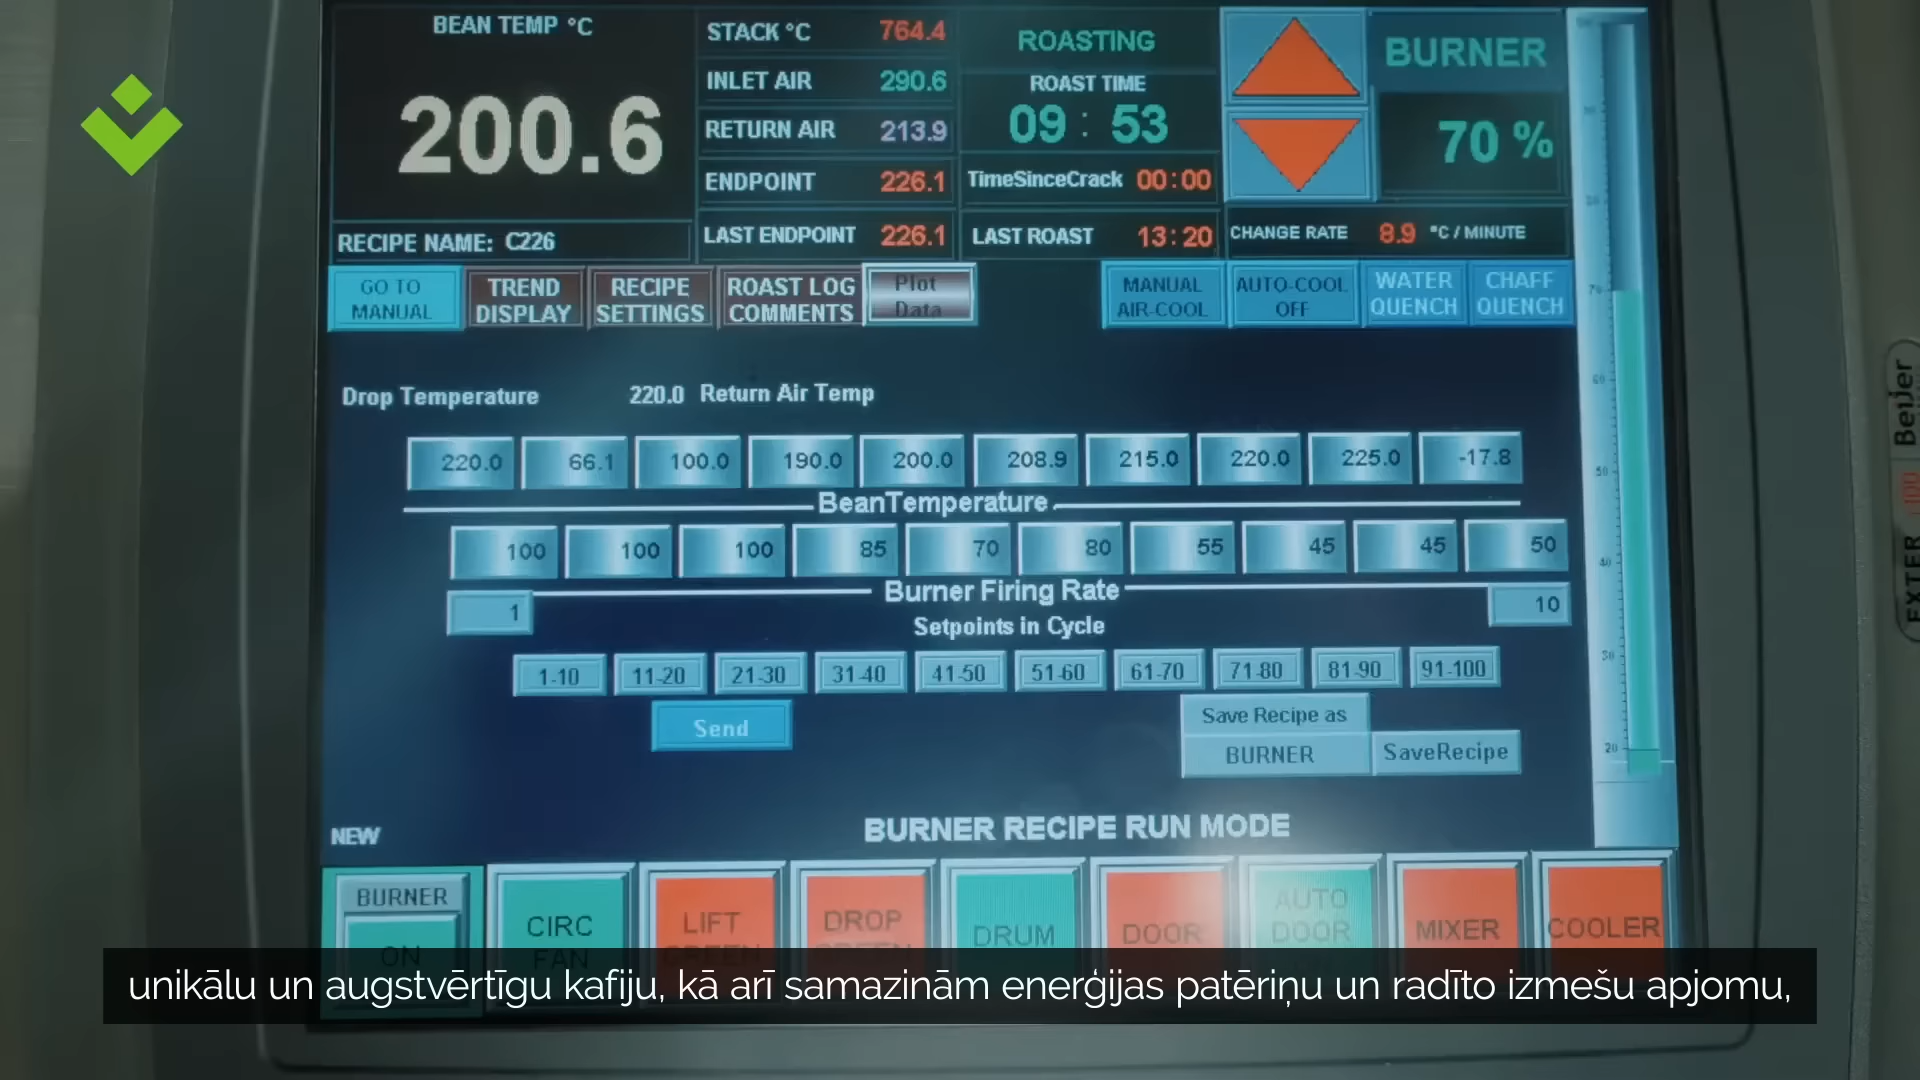 BEAN TEMP °C
200.6
RECIPE NAME: C226
STACK °C 764.4
INLET AIR 290.6
RETURN AIR 213.9
ENDPOINT 226.1
LAST ENDPOINT 226.1
ROASTING
ROAST TIME
09 : 53
TimeSinceCrack 00:00
LAST ROAST 13:20
BURNER
70 %
CHANGE RATE 8.9 °C / MINUTE
GO TO MANUAL
TREND DISPLAY
RECIPE SETTINGS
ROAST LOG COMMENTS
Plot Data
MANUAL AIR-COOL
AUTO-COOL OFF
WATER QUENCH
CHAFF QUENCH
Drop Temperature 220.0 Return Air Temp
220.0 66.1 100.0 190.0 200.0 208.9 215.0 220.0 225.0 -17.8
BeanTemperature
100 100 100 85 70 80 55 45 45 50
Burner Firing Rate
1 10
Setpoints in Cycle
1-10 11-20 21-30 31-40 41-50 51-60 61-70 71-80 81-90 91-100
Send
Save Recipe as
BURNER
SaveRecipe
NEW
BURNER RECIPE RUN MODE
BURNER ON
CIRC FAN
LIFT GREEN
DROP GREEN
DRUM
DOOR
AUTO DOOR
MIXER
COOLER
70
60
50
40
30
20
Beijer
EXTER
unikālu un augstvērtīgu kafiju, kā arī samazinām enerģijas patēriņu un radīto izmešu apjomu,